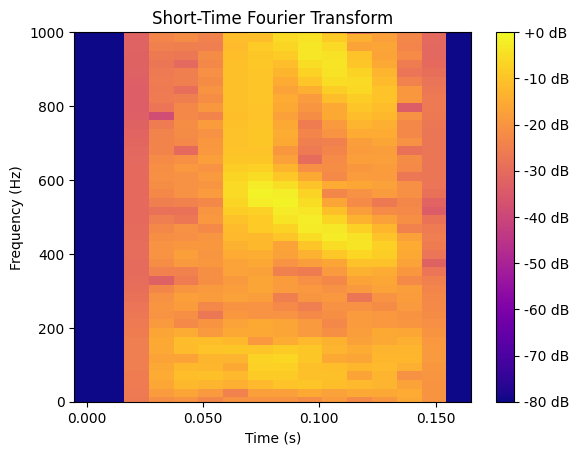 Short-Time Fourier Transform
1000
800
600
400
200
0
Frequency (Hz)
0.000
0.050
0.100
0.150
Time (s)
+0 dB
-10 dB
-20 dB
-30 dB
-40 dB
-50 dB
-60 dB
-70 dB
-80 dB